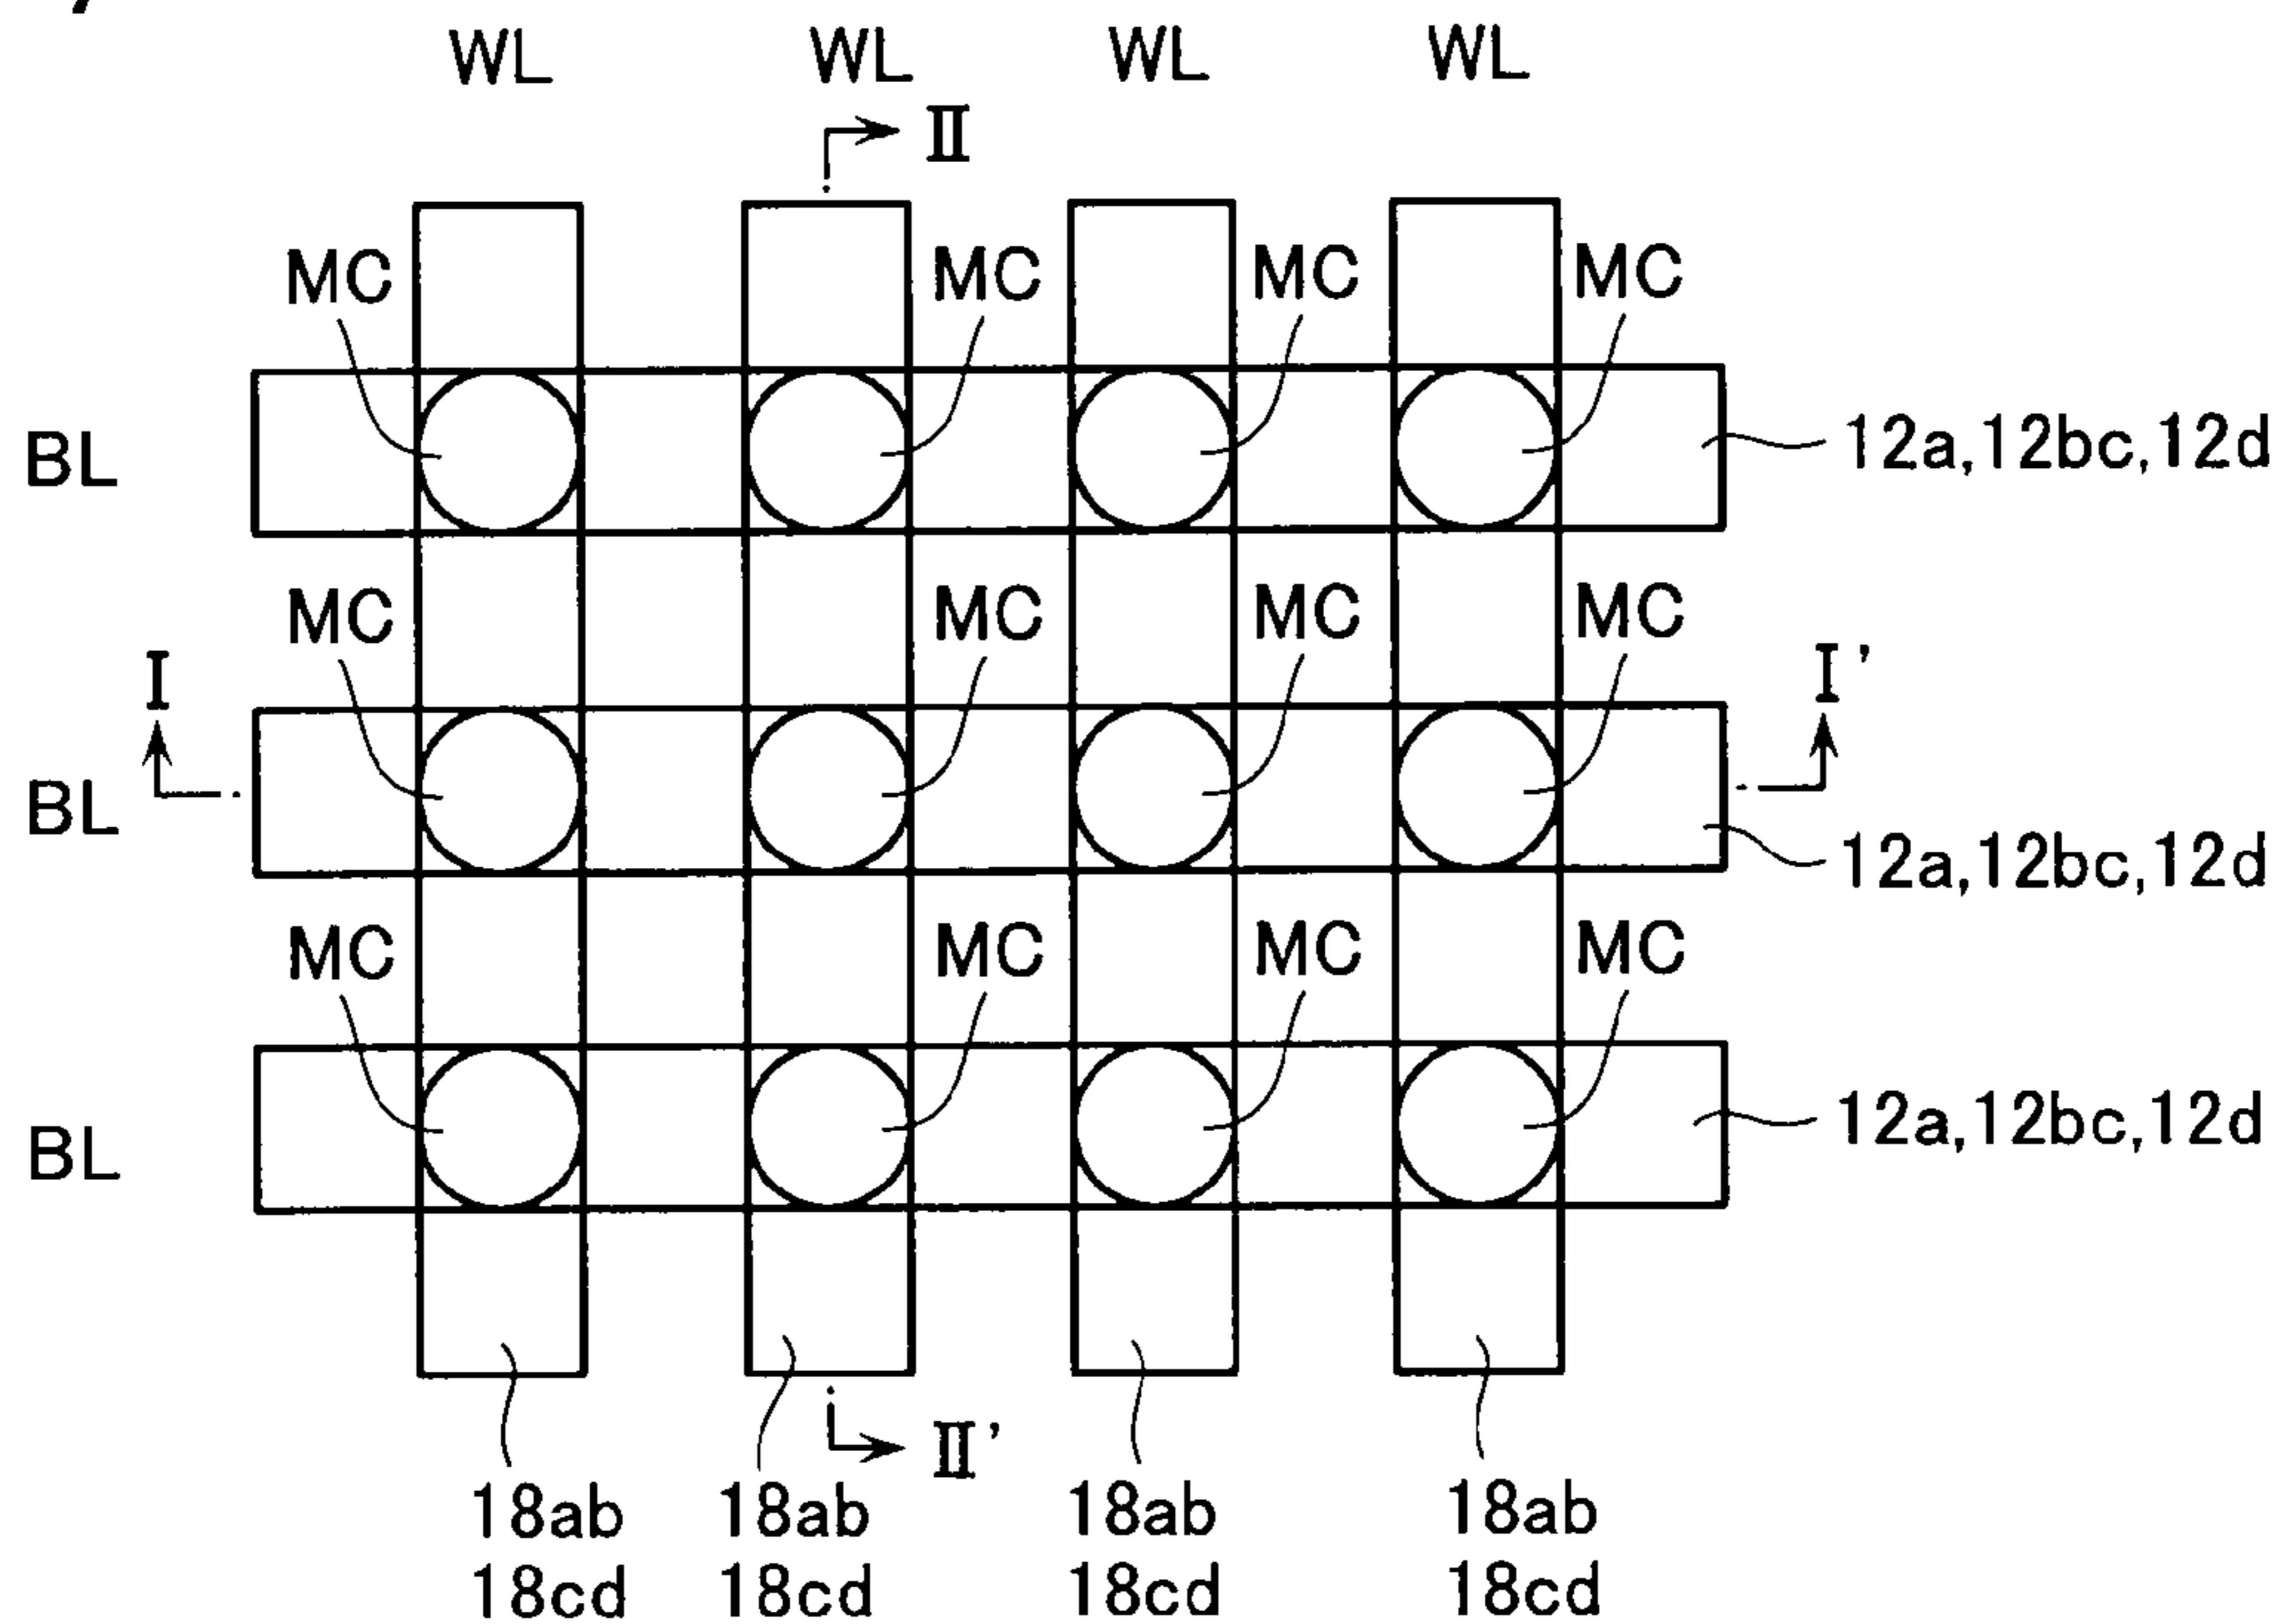 WL WL WL WL
II
MC MC MC MC
BL 12a,12bc,12d
MC MC MC MC
I I'
BL 12a,12bc,12d
MC MC MC MC
BL 12a,12bc,12d
II'
18ab 18ab 18ab 18ab
18cd 18cd 18cd 18cd